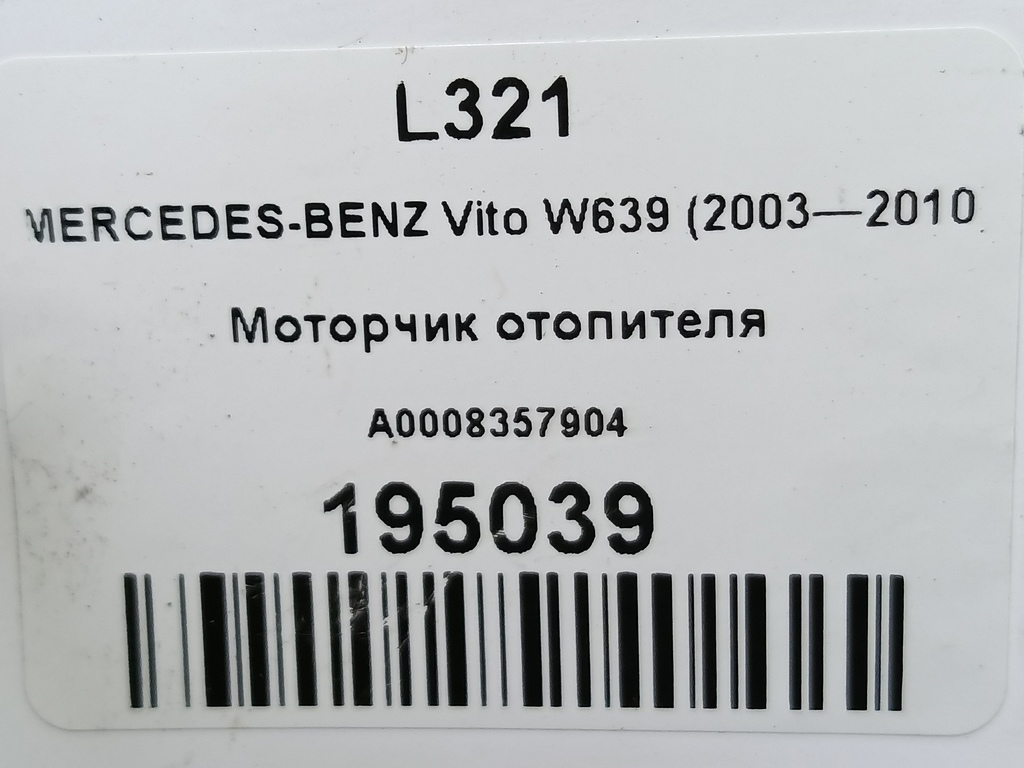 L321
MERCEDES-BENZ Vito W639 (2003—2010
Моторчик отопителя
A0008357904
195039